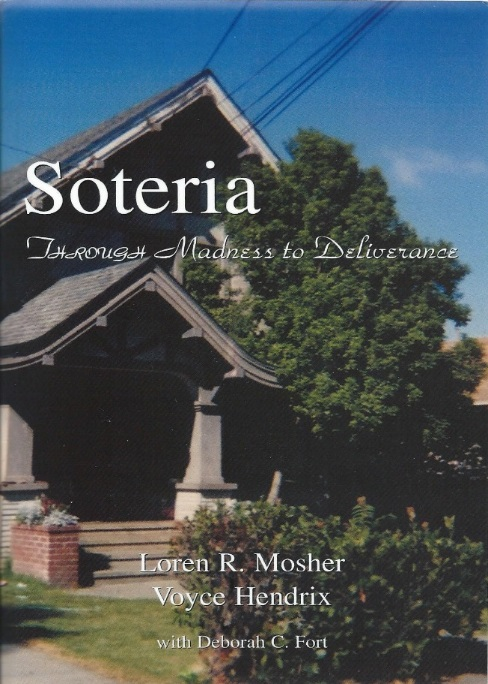 Soteria
THROUGH Madness to Deliverance
Loren R. Mosher
Voyce Hendrix
with Deborah C. Fort